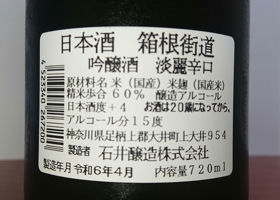 日本酒 箱根街道
吟醸酒 淡麗辛口
原材料名 米(国産)米麹(国産米)
精米歩合60% 醸造アルコール
日本酒度+4 お酒は20歳になってから。
アルコール分15度
神奈川県足柄上郡大井町上大井954
製造者 石井醸造株式会社
製造年月 令和6年4月 内容量720ml
4523340267200